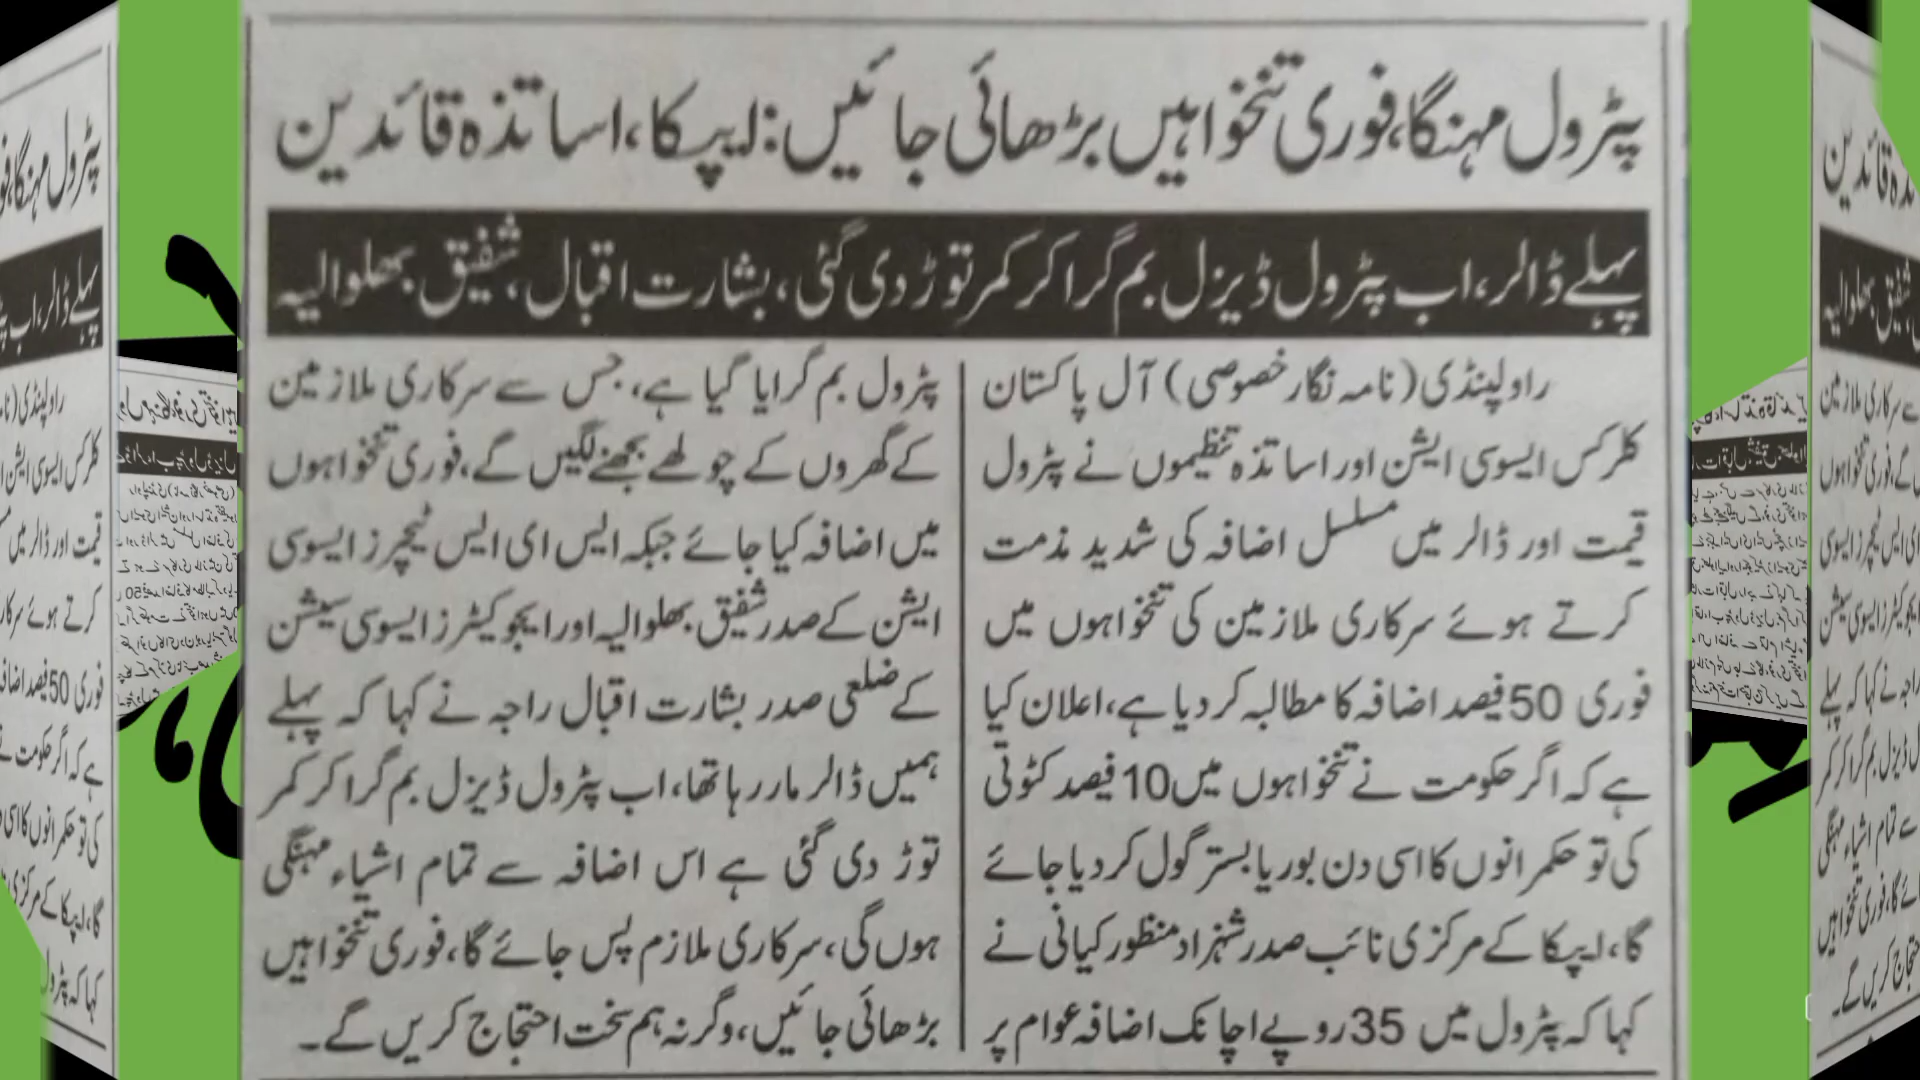 پٹرول مہنگا، فوری تنخواہیں بڑھائی جائیں: ایپکا، اساتذہ قائدین
پہلے ڈالر، اب پٹرول ڈیزل بم گرا کر کمر توڑ دی گئی، بشارت اقبال، شفیق بھلوالیہ
راولپنڈی (نامہ نگار خصوصی) آل پاکستان
کلرکس ایسوسی ایشن اور اساتذہ تنظیموں نے پٹرول
قیمت اور ڈالر میں مسلسل اضافہ کی شدید مذمت
کرتے ہوئے سرکاری ملازمین کی تنخواہوں میں
فوری 50 فیصد اضافہ کا مطالبہ کر دیا ہے، اعلان کیا
ہے کہ اگر حکومت نے تنخواہوں میں 10 فیصد کٹوتی
کی تو حکمرانوں کا اسی دن بوریا بستر گول کر دیا جائے
گا، ایپکا کے مرکزی نائب صدر شہزاد منظور کیانی نے
کہا کہ پٹرول میں 35 روپے اچانک اضافہ عوام پر
پٹرول بم گرایا گیا ہے، جس سے سرکاری ملازمین
کے گھروں کے چولھے بجھنے لگیں گے، فوری تنخواہوں
میں اضافہ کیا جائے جبکہ ایس ای ایس ٹیچرز ایسوسی
ایشن کے صدر شفیق بھلوالیہ اور ایجوکیٹرز ایسوسی سیشن
کے ضلعی صدر بشارت اقبال راجہ نے کہا کہ پہلے
ہمیں ڈالر مار رہا تھا، اب پٹرول ڈیزل بم گرا کر کمر
توڑ دی گئی ہے اس اضافہ سے تمام اشیاء مہنگی
ہوں گی، سرکاری ملازم پس جائے گا، فوری تنخواہیں
بڑھائی جائیں، وگرنہ ہم سخت احتجاج کریں گے۔